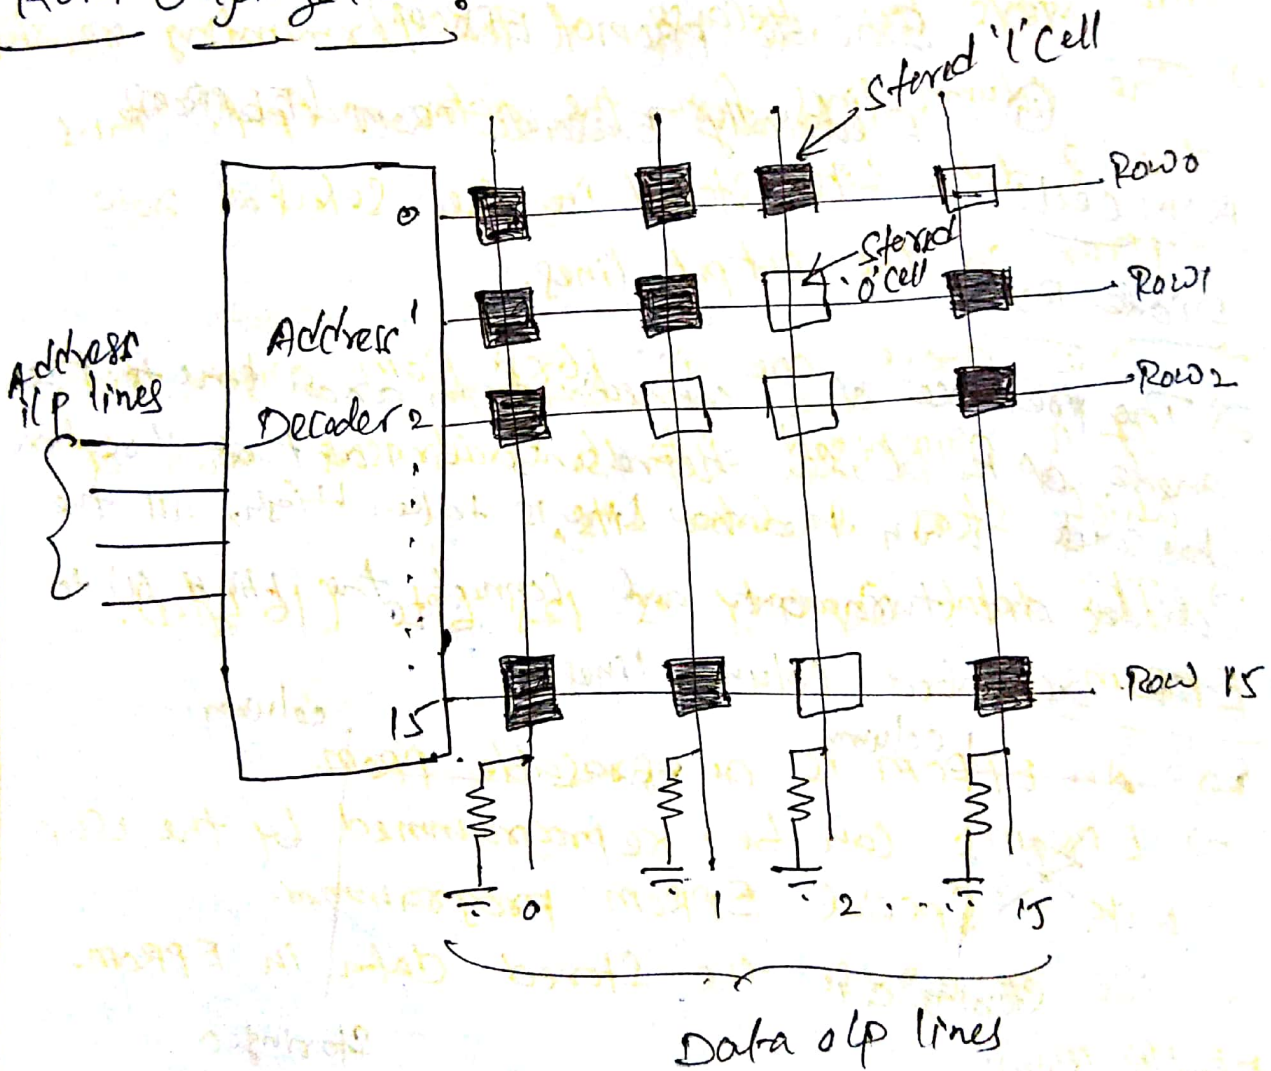 Stored '1' Cell
Row 0
0
Stored
'0' Cell
Row 1
Address 1
Address
i/p lines
Row 2
Decoder 2
15
Row 15
0 1 2 . . . . 15
Data o/p lines